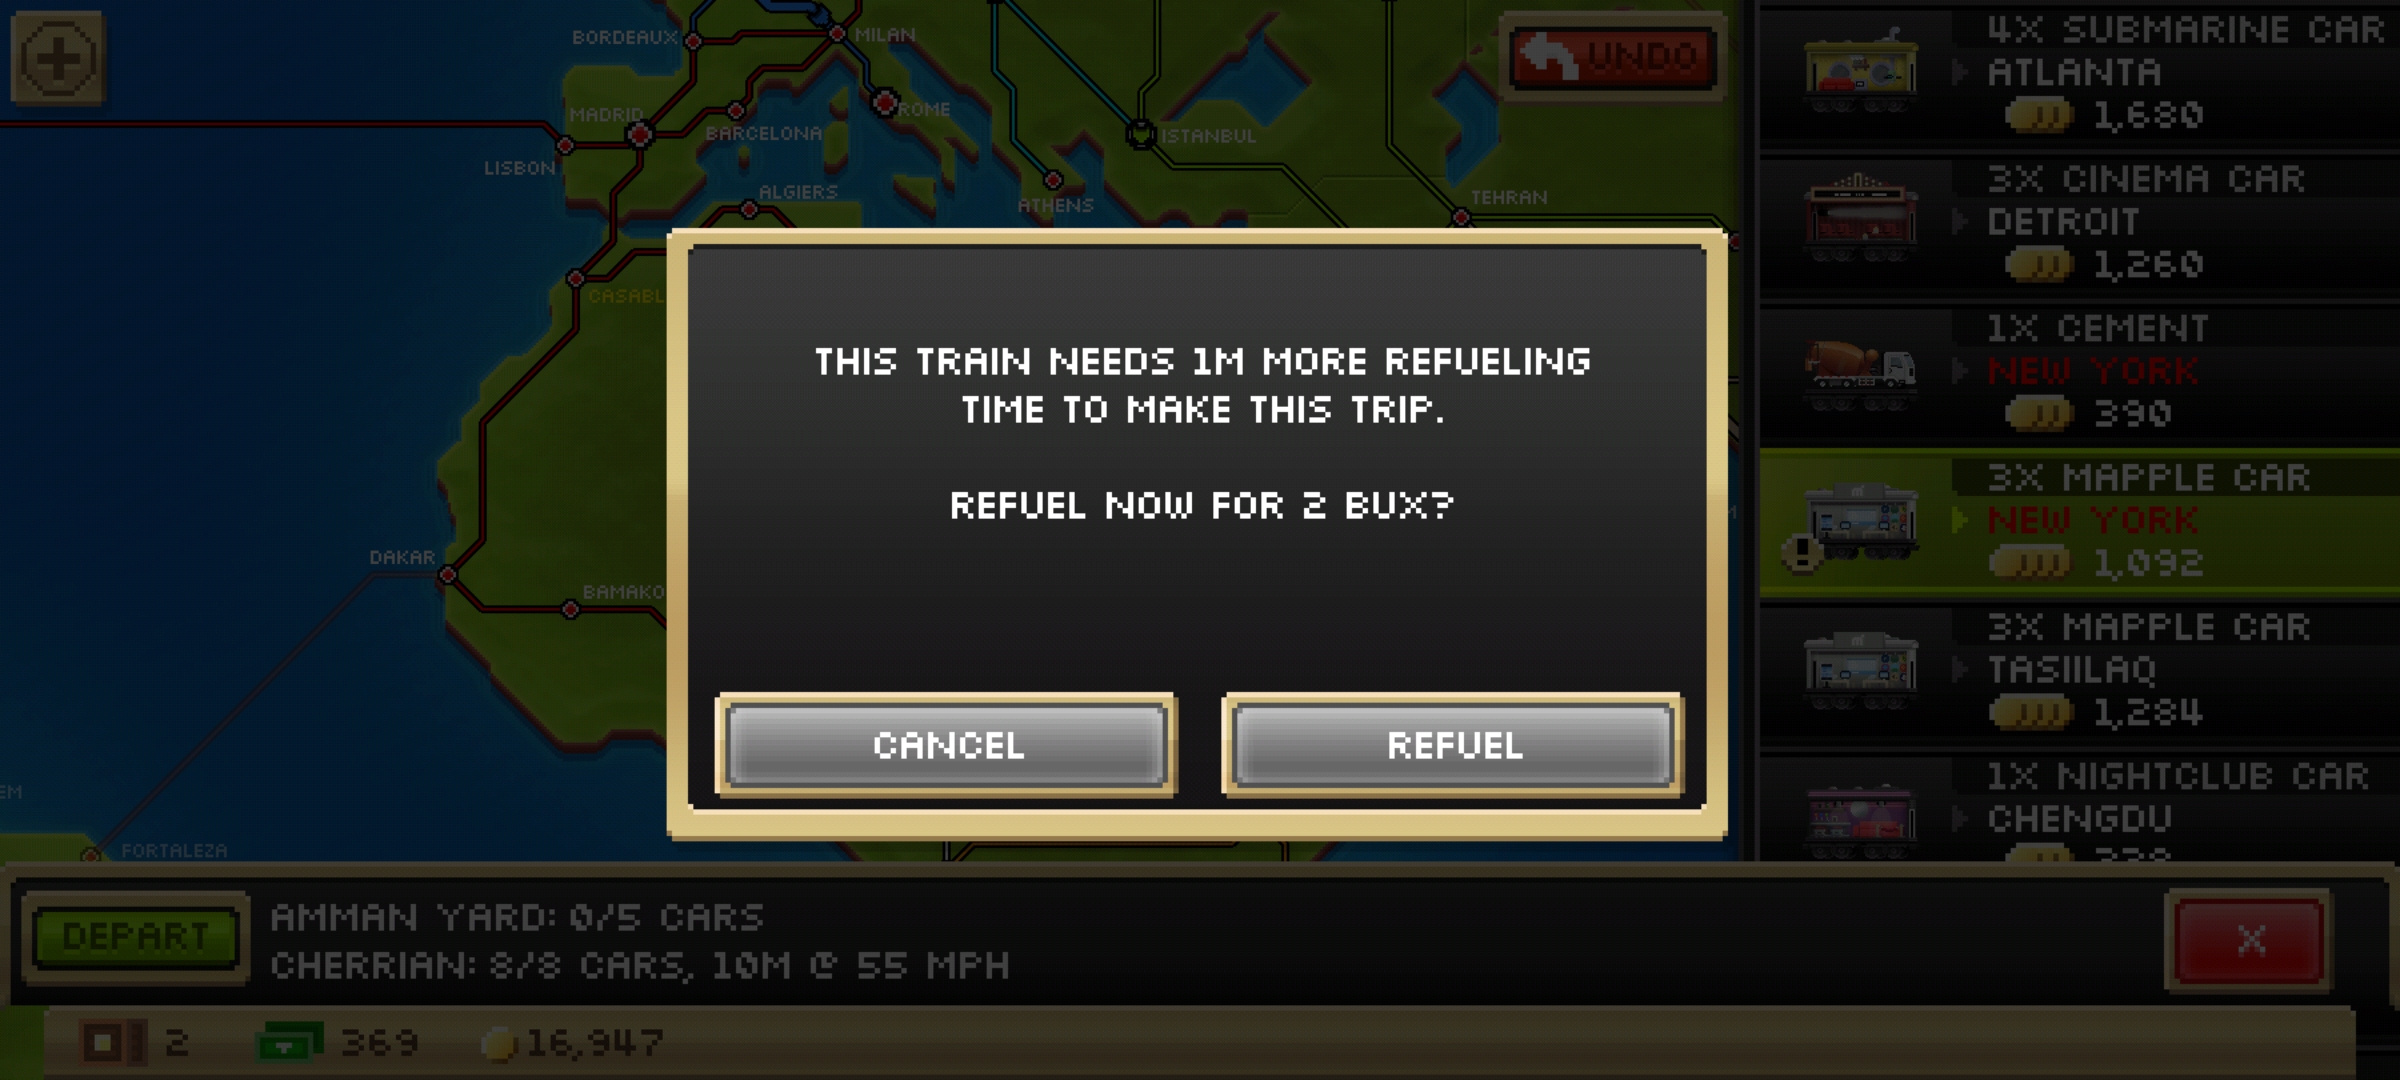 BORDEAUX
MILAN
MADRID
BARCELONA
ROME
LISBON
ISTANBUL
ALGIERS
ATHENS
TEHRAN
CASABL
DAKAR
BAMAKO
FORTALEZA
UNDO
THIS TRAIN NEEDS 1M MORE REFUELING
TIME TO MAKE THIS TRIP.
REFUEL NOW FOR 2 BUX?
CANCEL
REFUEL
4X SUBMARINE CAR
ATLANTA
1,680
3X CINEMA CAR
DETROIT
1,260
1X CEMENT
NEW YORK
390
3X MAPPLE CAR
NEW YORK
1,092
3X MAPPLE CAR
TASIILAQ
1,284
1X NIGHTCLUB CAR
CHENGDU
DEPART
AMMAN YARD: 0/5 CARS
CHERRIAN: 8/8 CARS, 10M @ 55 MPH
X
2
369
16,947